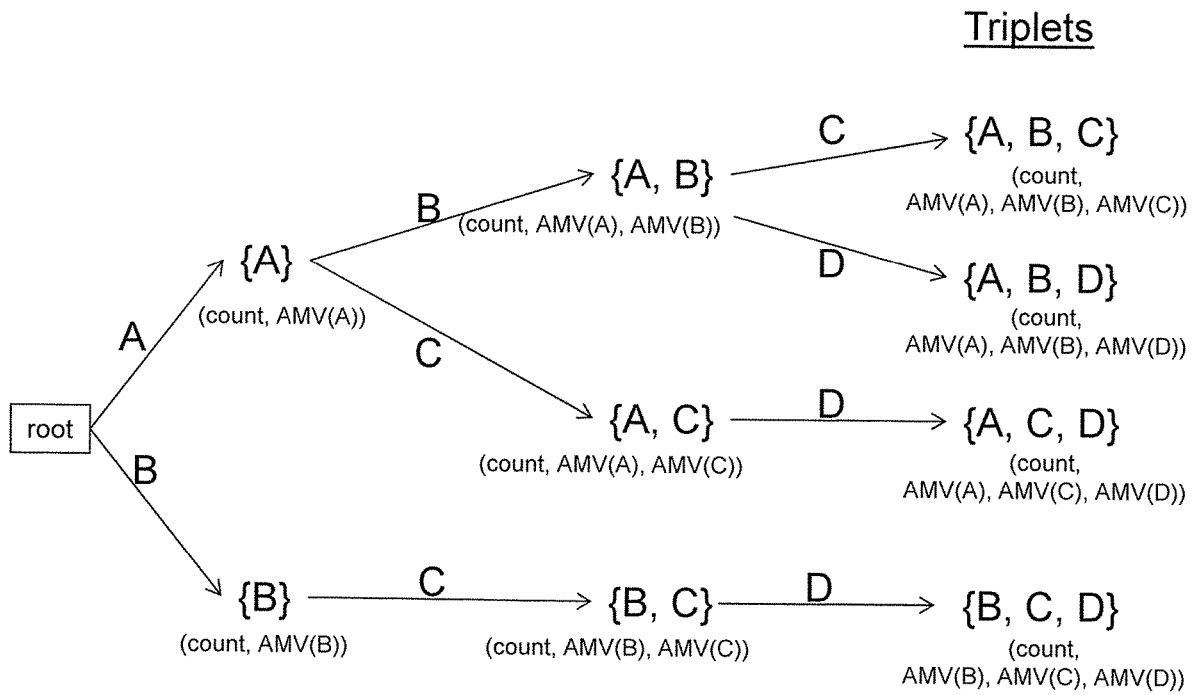 Triplets
C
{A, B, C}
(count,
AMV(A), AMV(B), AMV(C))
{A, B}
B
(count, AMV(A), AMV(B))
D
{A, B, D}
(count,
AMV(A), AMV(B), AMV(D))
{A}
(count, AMV(A))
A
C
{A, C}
(count, AMV(A), AMV(C))
D
{A, C, D}
(count,
AMV(A), AMV(C), AMV(D))
root
B
{B}
(count, AMV(B))
C
{B, C}
(count, AMV(B), AMV(C))
D
{B, C, D}
(count,
AMV(B), AMV(C), AMV(D))